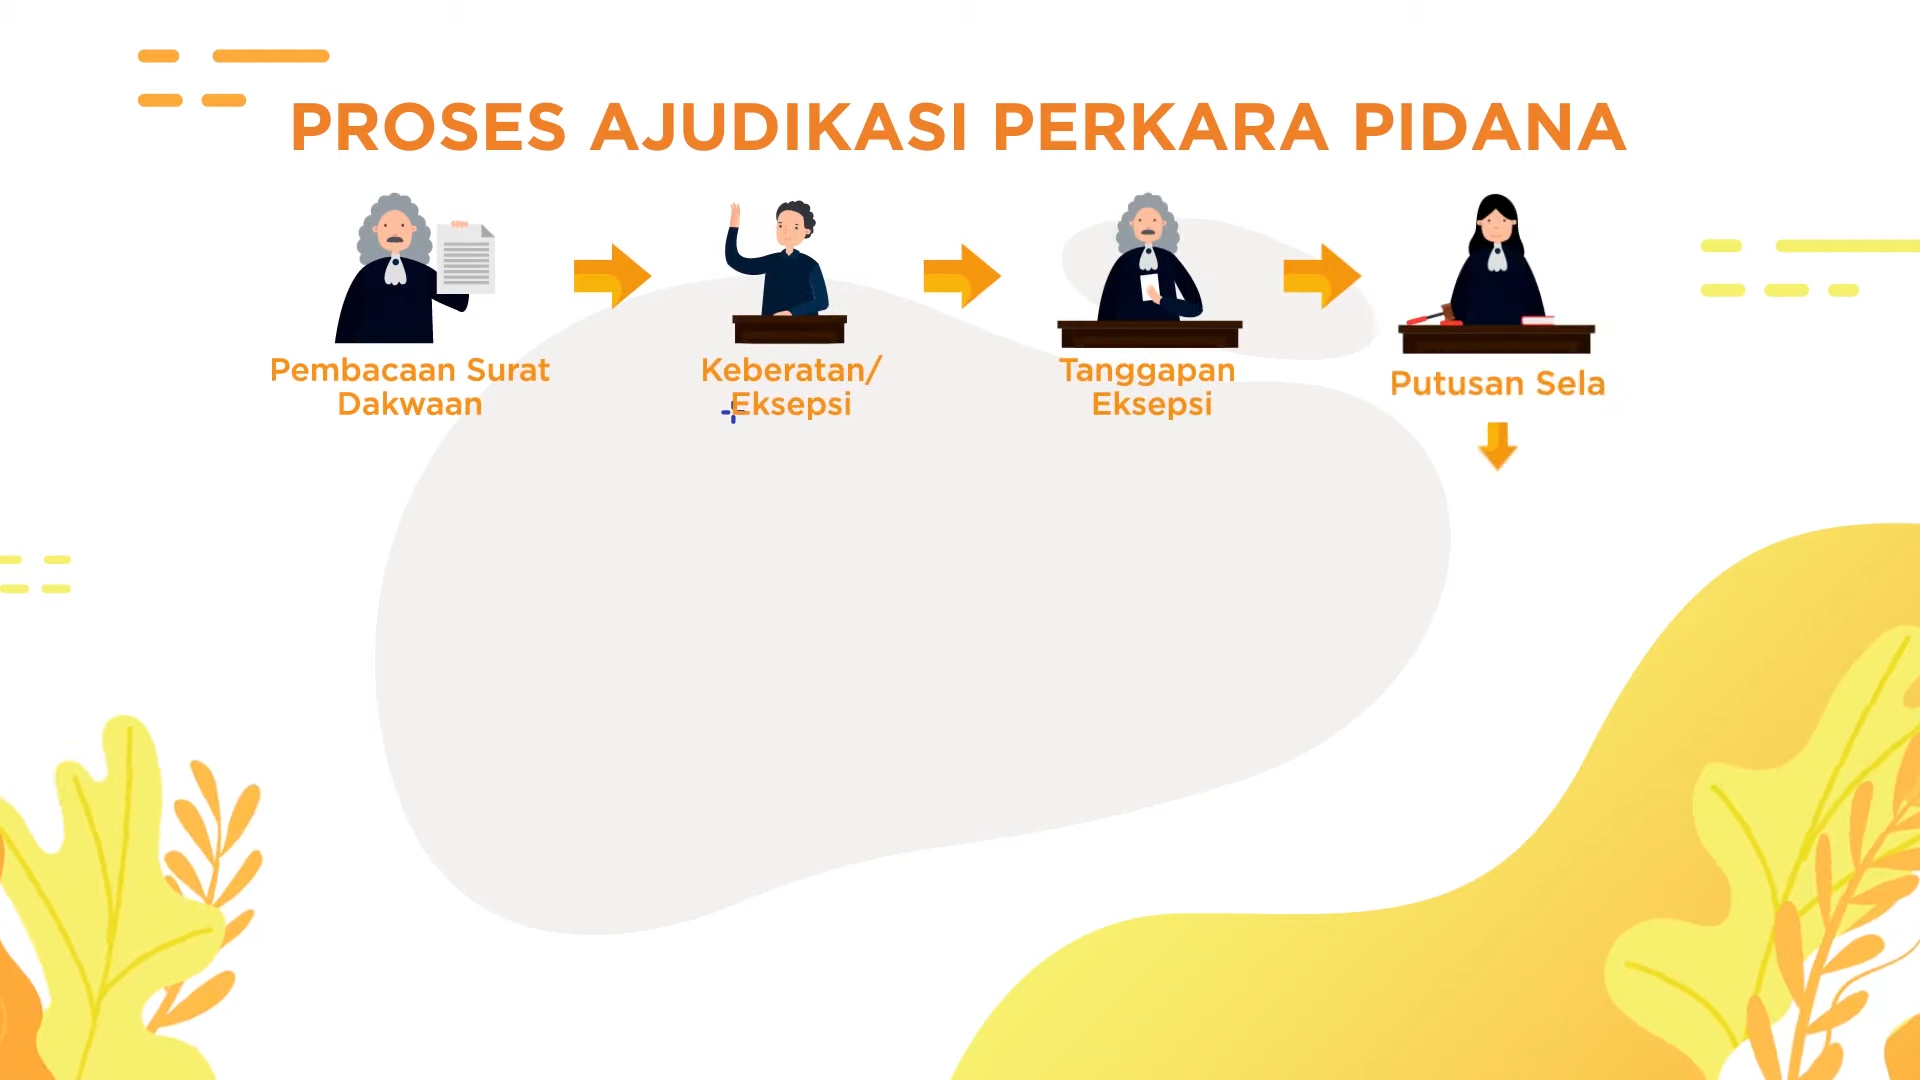 PROSES AJUDIKASI PERKARA PIDANA
Pembacaan Surat
Dakwaan
Keberatan/
Eksepsi
Tanggapan
Eksepsi
Putusan Sela